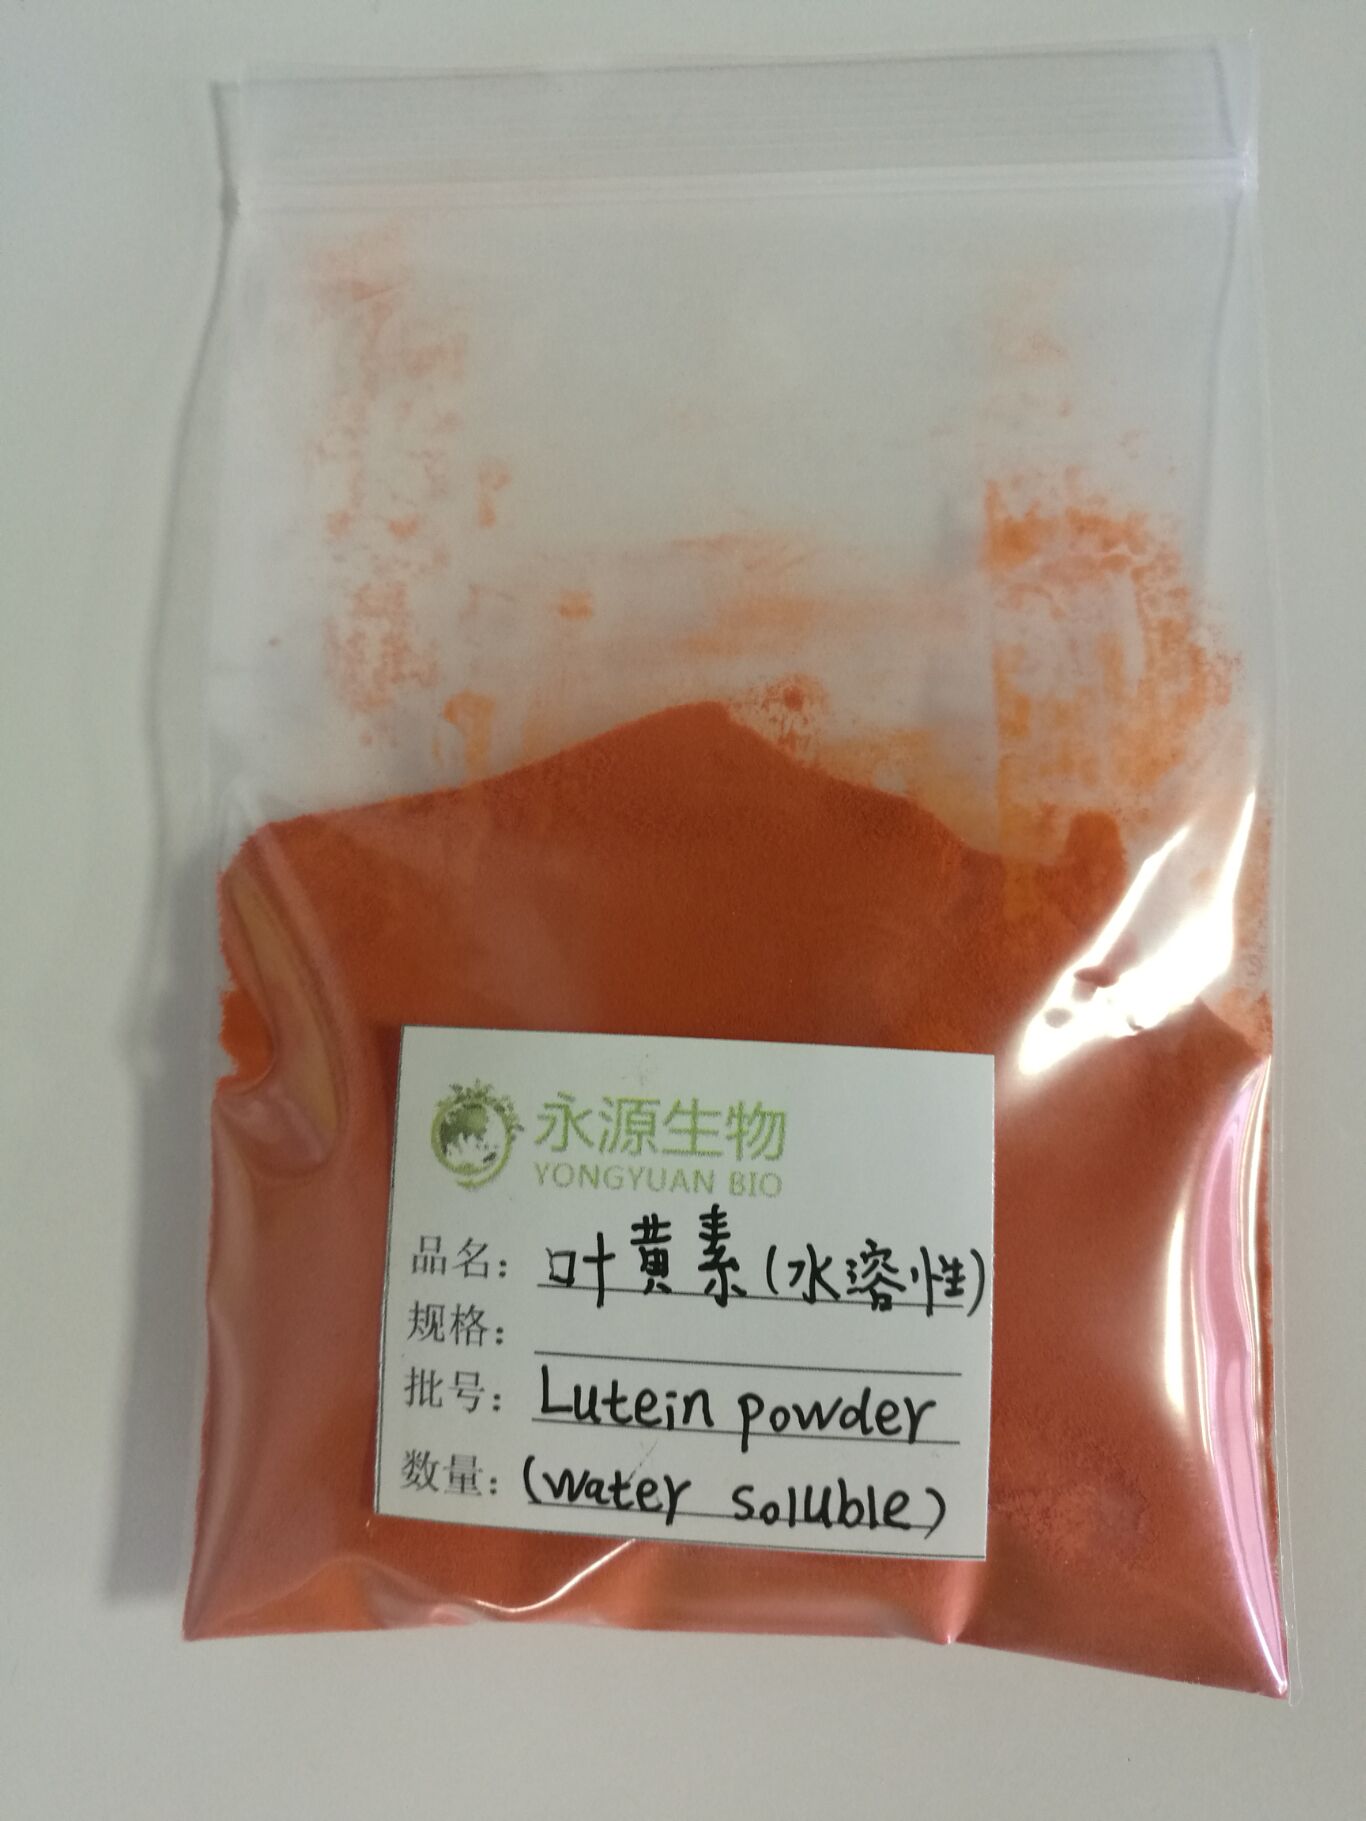 永源生物
YONGYUAN BIO
品名：叶黄素(水溶性)
规格：
批号：Lutein powder
数量：(water soluble)